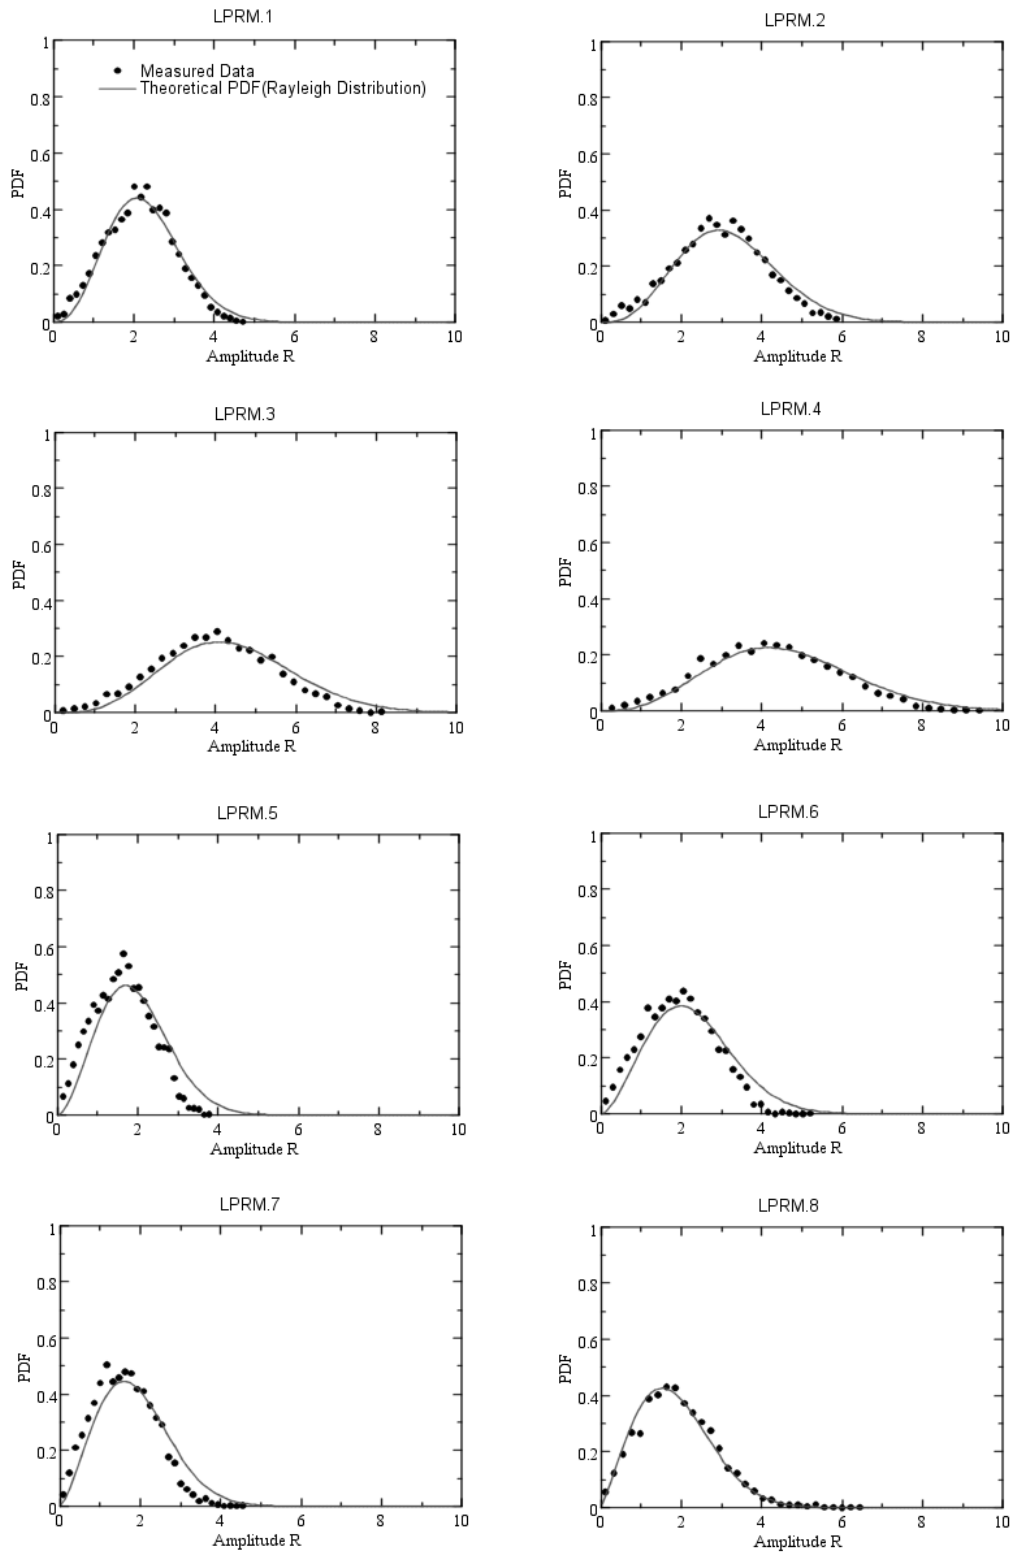 LPRM.1
1
0.8
0.6
0.4
0.2
0
PDF
Measured Data
Theoretical PDF(Rayleigh Distribution)
0 2 4 6 8 10
Amplitude R
LPRM.2
1
0.8
0.6
0.4
0.2
0
PDF
0 2 4 6 8 10
Amplitude R
LPRM.3
1
0.8
0.6
0.4
0.2
0
PDF
0 2 4 6 8 10
Amplitude R
LPRM.4
1
0.8
0.6
0.4
0.2
0
PDF
0 2 4 6 8 10
Amplitude R
LPRM.5
1
0.8
0.6
0.4
0.2
0
PDF
0 2 4 6 8 10
Amplitude R
LPRM.6
1
0.8
0.6
0.4
0.2
0
PDF
0 2 4 6 8 10
Amplitude R
LPRM.7
1
0.8
0.6
0.4
0.2
0
PDF
0 2 4 6 8 10
Amplitude R
LPRM.8
1
0.8
0.6
0.4
0.2
0
PDF
0 2 4 6 8 10
Amplitude R